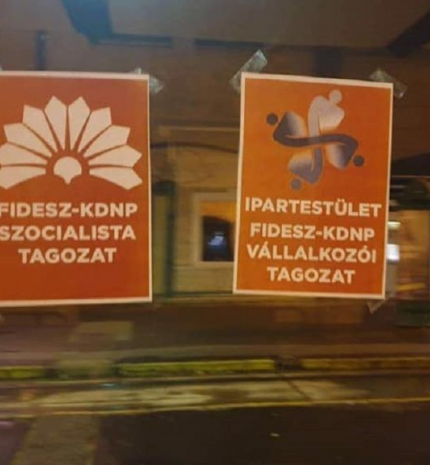 FIDESZ-KDNP
SZOCIALISTA
TAGOZAT
IPARTESTÜLET
FIDESZ-KDNP
VÁLLALKOZÓI
TAGOZAT